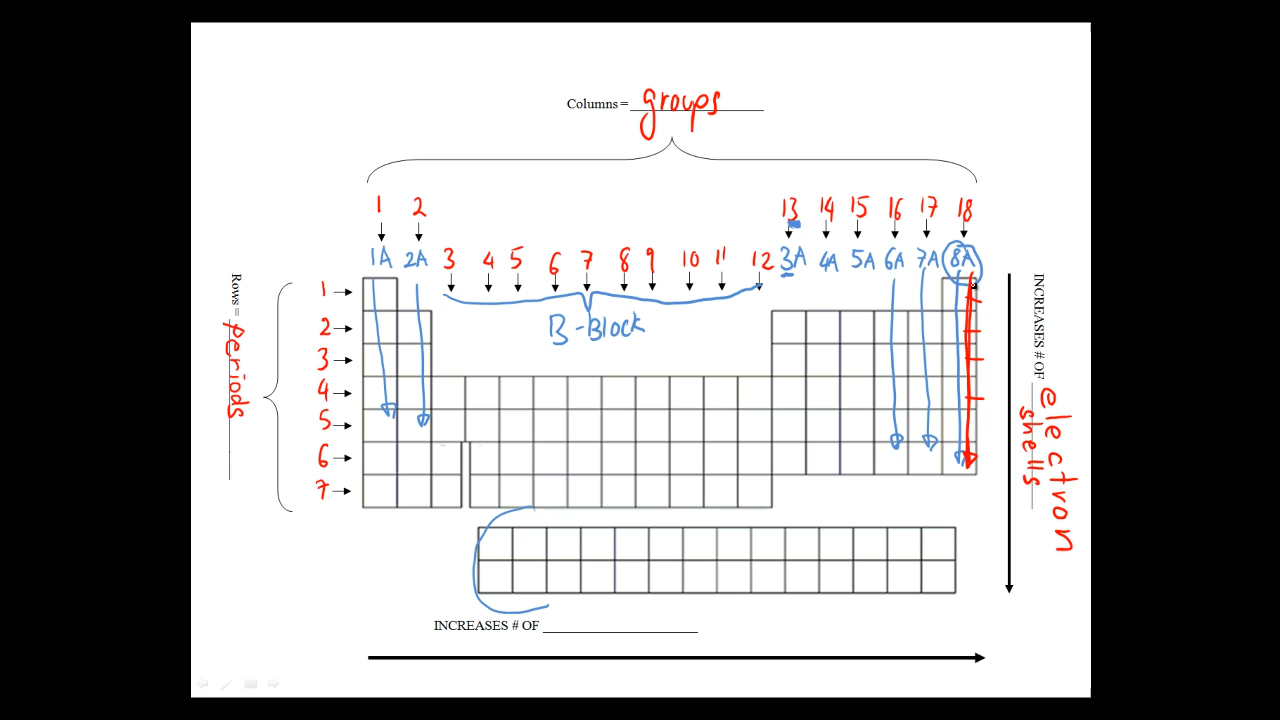 Columns = groups
1 2 13 14 15 16 17 18
1A 2A 3 4 5 6 7 8 9 10 11 12 3A 4A 5A 6A 7A 8A
B-Block
Rows = periods
1
2
3
4
5
6
7
INCREASES # OF electron shells
INCREASES # OF